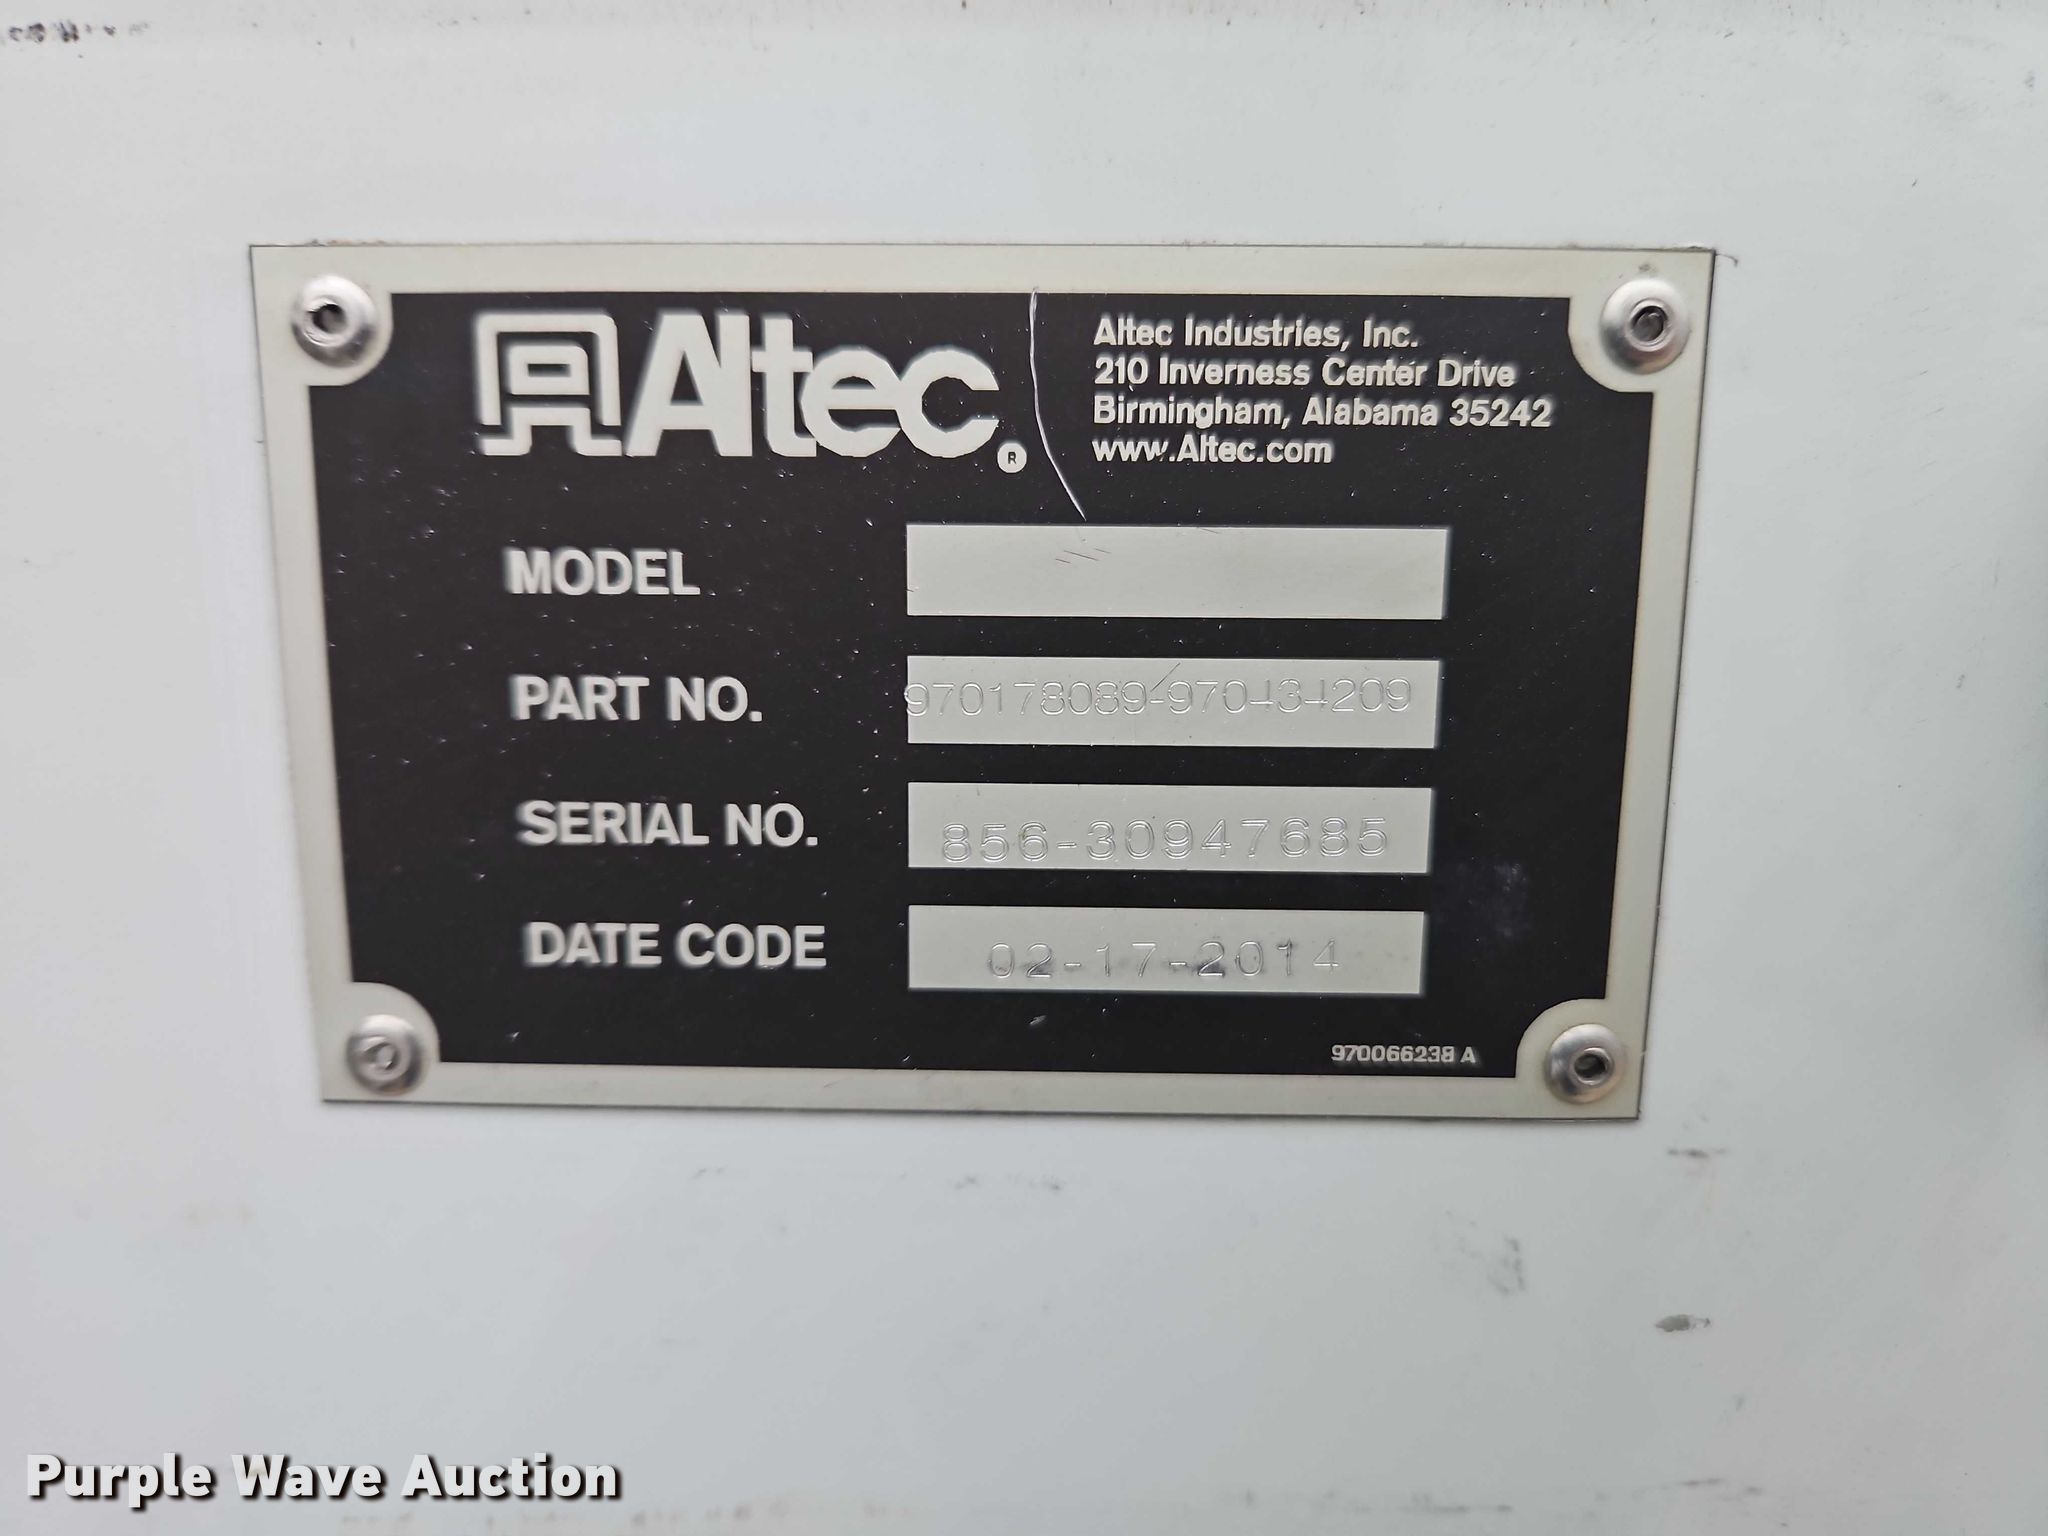 Altec®
Altec Industries, Inc.
210 Inverness Center Drive
Birmingham, Alabama 35242
www.Altec.com
MODEL
PART NO. 970178089-970434209
SERIAL NO. 856-30947685
DATE CODE 02-17-2014
970066238 A
Purple Wave Auction